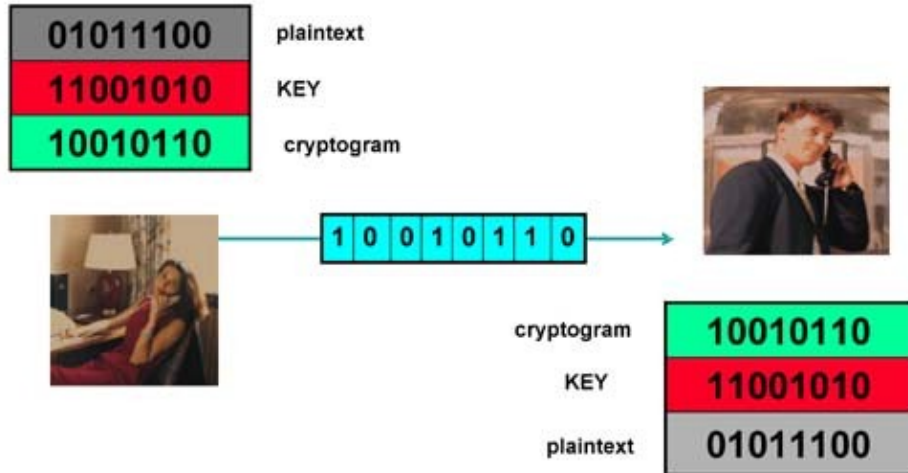 01011100 plaintext
11001010 KEY
10010110 cryptogram
1 0 0 1 0 1 1 0
cryptogram 10010110
KEY 11001010
plaintext 01011100